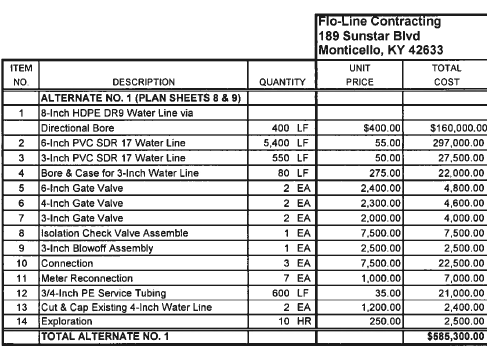 Flo-Line Contracting
189 Sunstar Blvd
Monticello, KY 42633
ITEM NO. DESCRIPTION QUANTITY UNIT PRICE TOTAL COST
ALTERNATE NO. 1 (PLAN SHEETS 8 & 9)
1 8-Inch HDPE DR9 Water Line via
Directional Bore 400 LF $400.00 $160,000.00
2 6-Inch PVC SDR 17 Water Line 5,400 LF 55.00 297,000.00
3 3-Inch PVC SDR 17 Water Line 550 LF 50.00 27,500.00
4 Bore & Case for 3-Inch Water Line 80 LF 275.00 22,000.00
5 6-Inch Gate Valve 2 EA 2,400.00 4,800.00
6 4-Inch Gate Valve 2 EA 2,300.00 4,600.00
7 3-Inch Gate Valve 2 EA 2,000.00 4,000.00
8 Isolation Check Valve Assemble 1 EA 7,500.00 7,500.00
9 3-Inch Blowoff Assembly 1 EA 2,500.00 2,500.00
10 Connection 3 EA 7,500.00 22,500.00
11 Meter Reconnection 7 EA 1,000.00 7,000.00
12 3/4-Inch PE Service Tubing 600 LF 35.00 21,000.00
13 Cut & Cap Existing 4-Inch Water Line 2 EA 1,200.00 2,400.00
14 Exploration 10 HR 250.00 2,500.00
TOTAL ALTERNATE NO. 1 $585,300.00